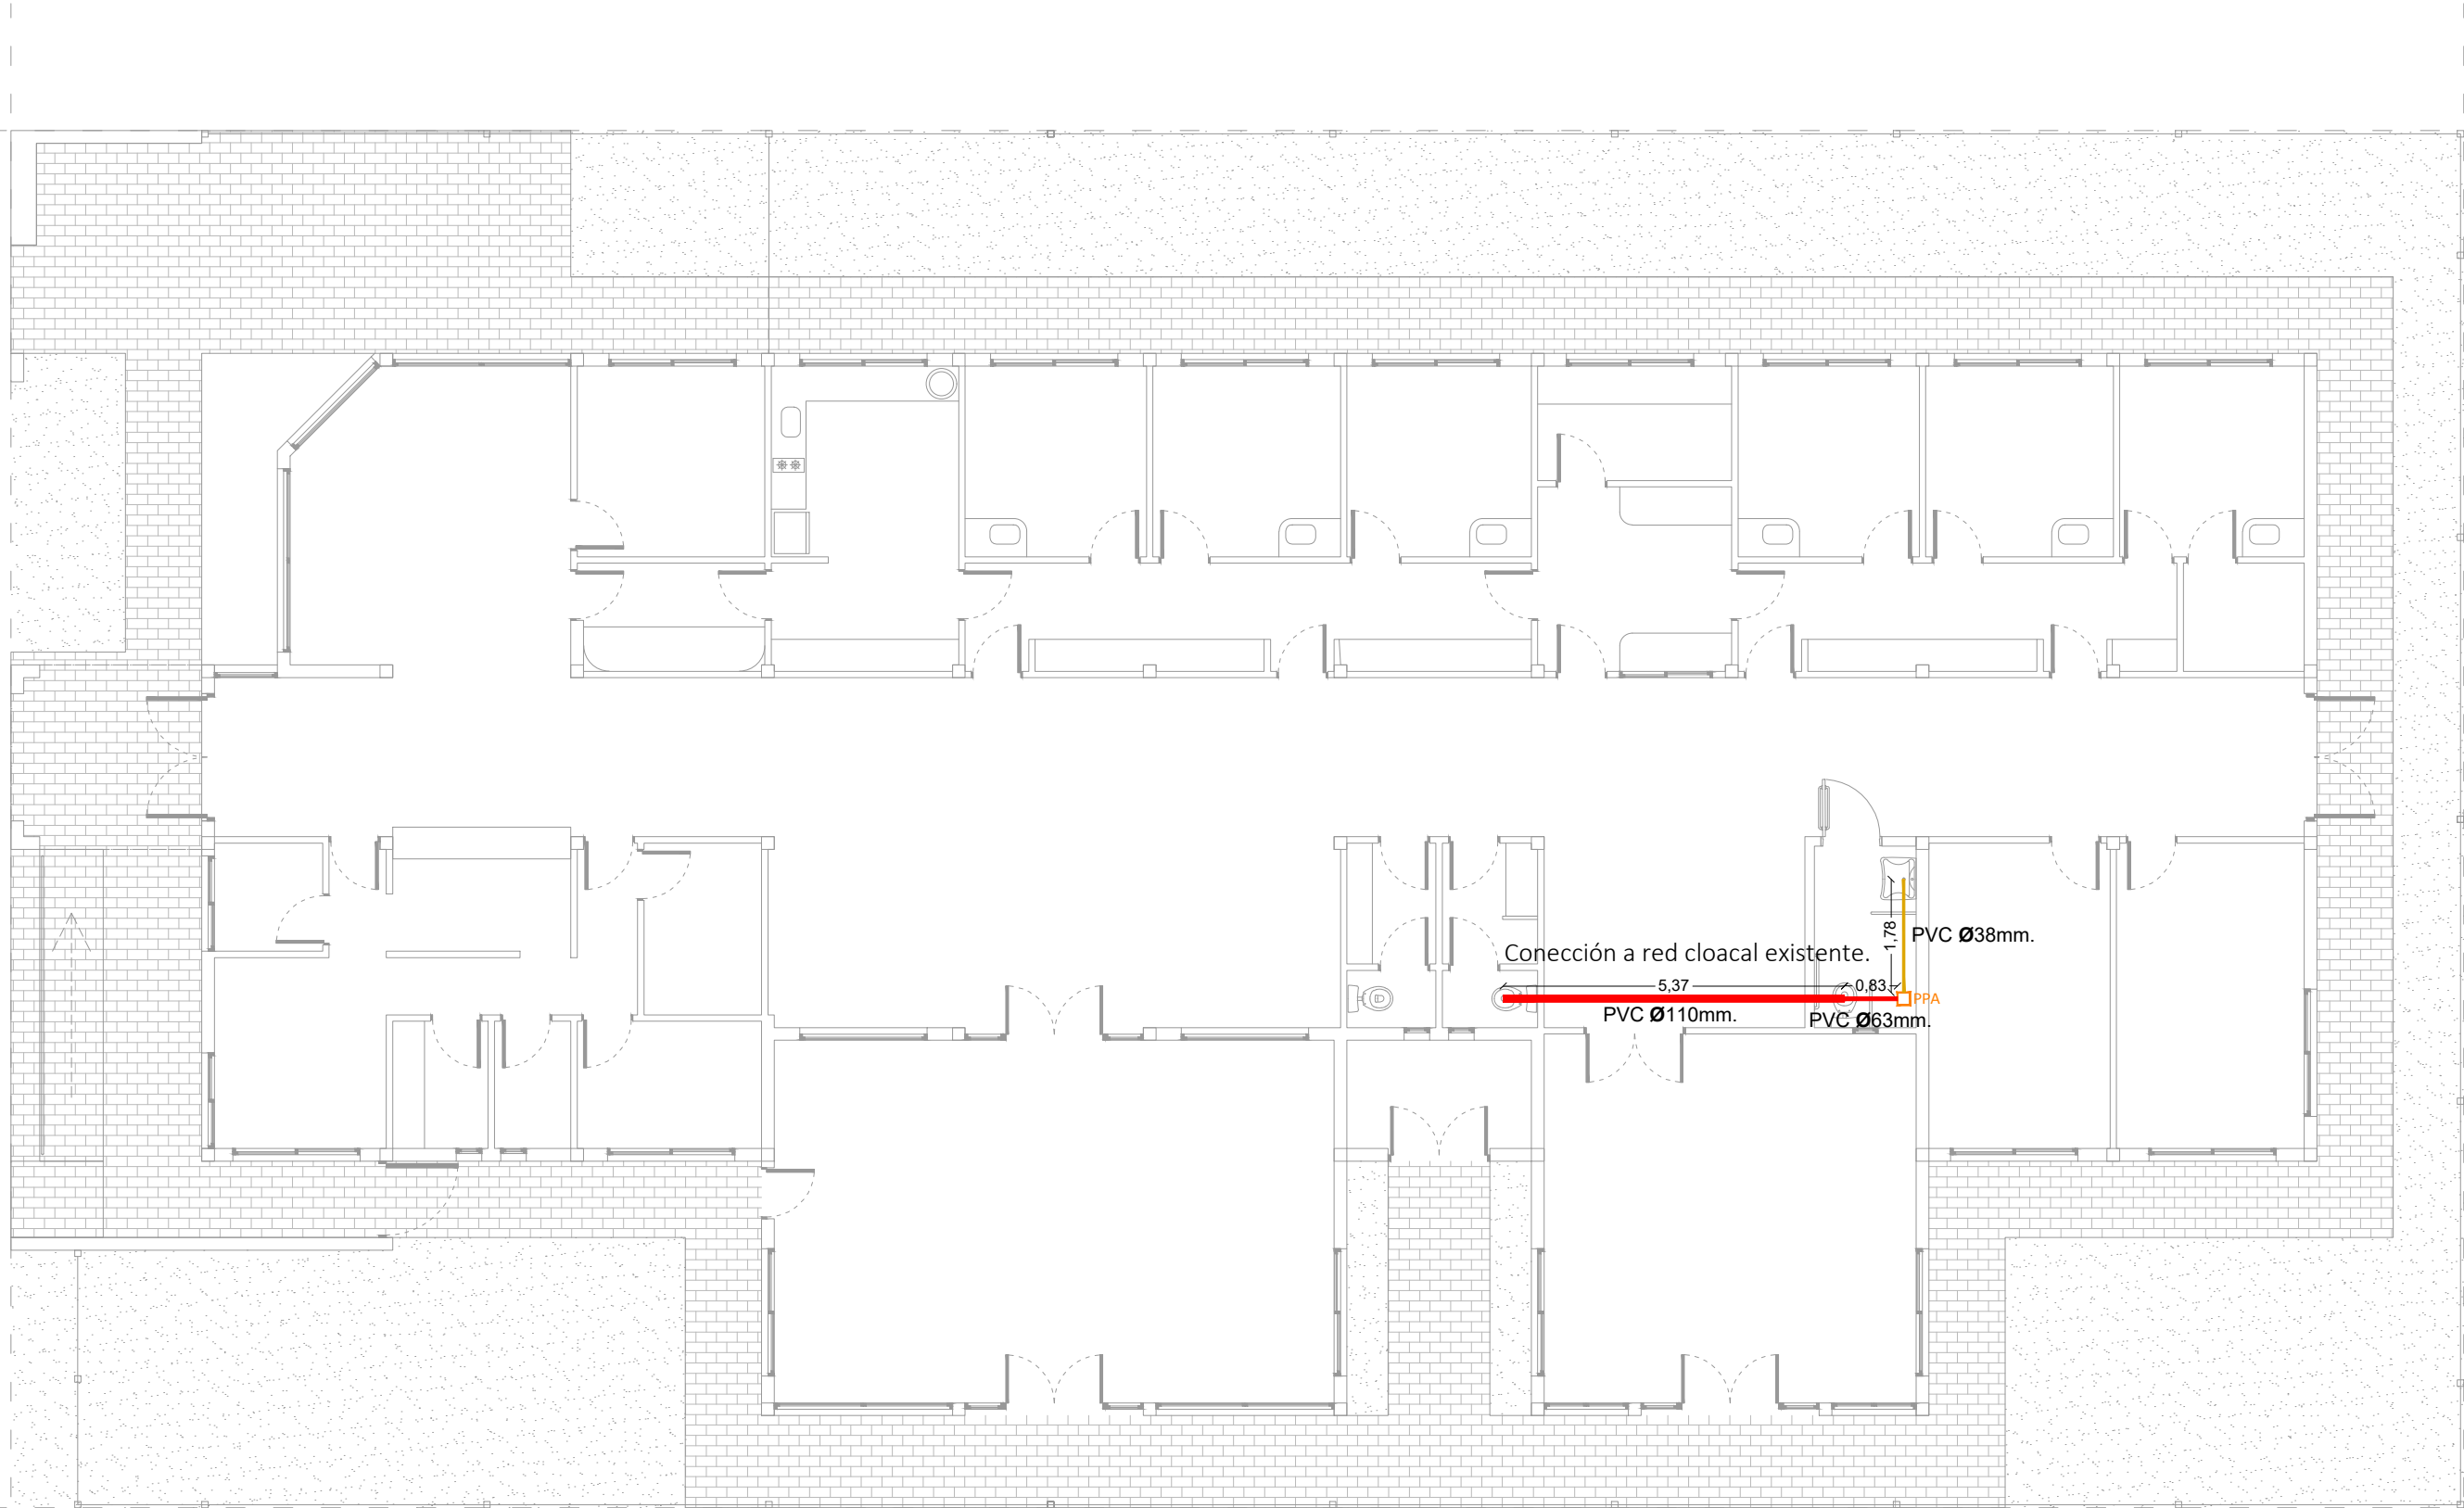 1,78
PVC Ø38mm.
Conección a red cloacal existente.
5,37
0,83
PPA
PVC Ø110mm.
PVC Ø63mm.